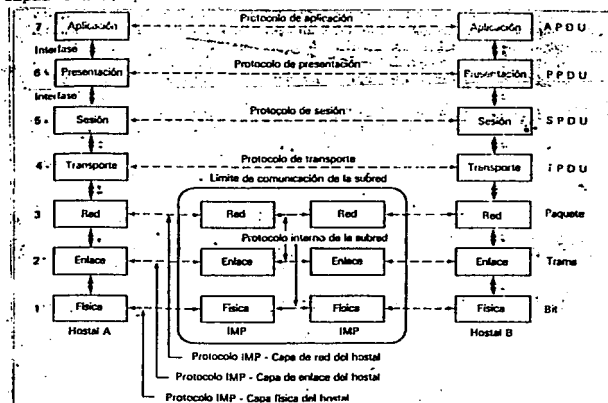 7 Aplicación Protocolo de aplicación Aplicación A P D U
Interfase
6 Presentación Protocolo de presentación Presentación P P D U
Interfase
5 Sesión Protocolo de sesión Sesión S P D U
4 Transporte Protocolo de transporte Transporte T P D U
Limite de comunicación de la subred
3 Red Red Red Red Paquete
Protocolo interno de la subred
2 Enlace Enlace Enlace Enlace Trama
1 Física Física Física Física Bit
Hostal A IMP IMP Hostal B
Protocolo IMP - Capa de red del hostal
Protocolo IMP - Capa de enlace del hostal
Protocolo IMP - Capa física del hostal